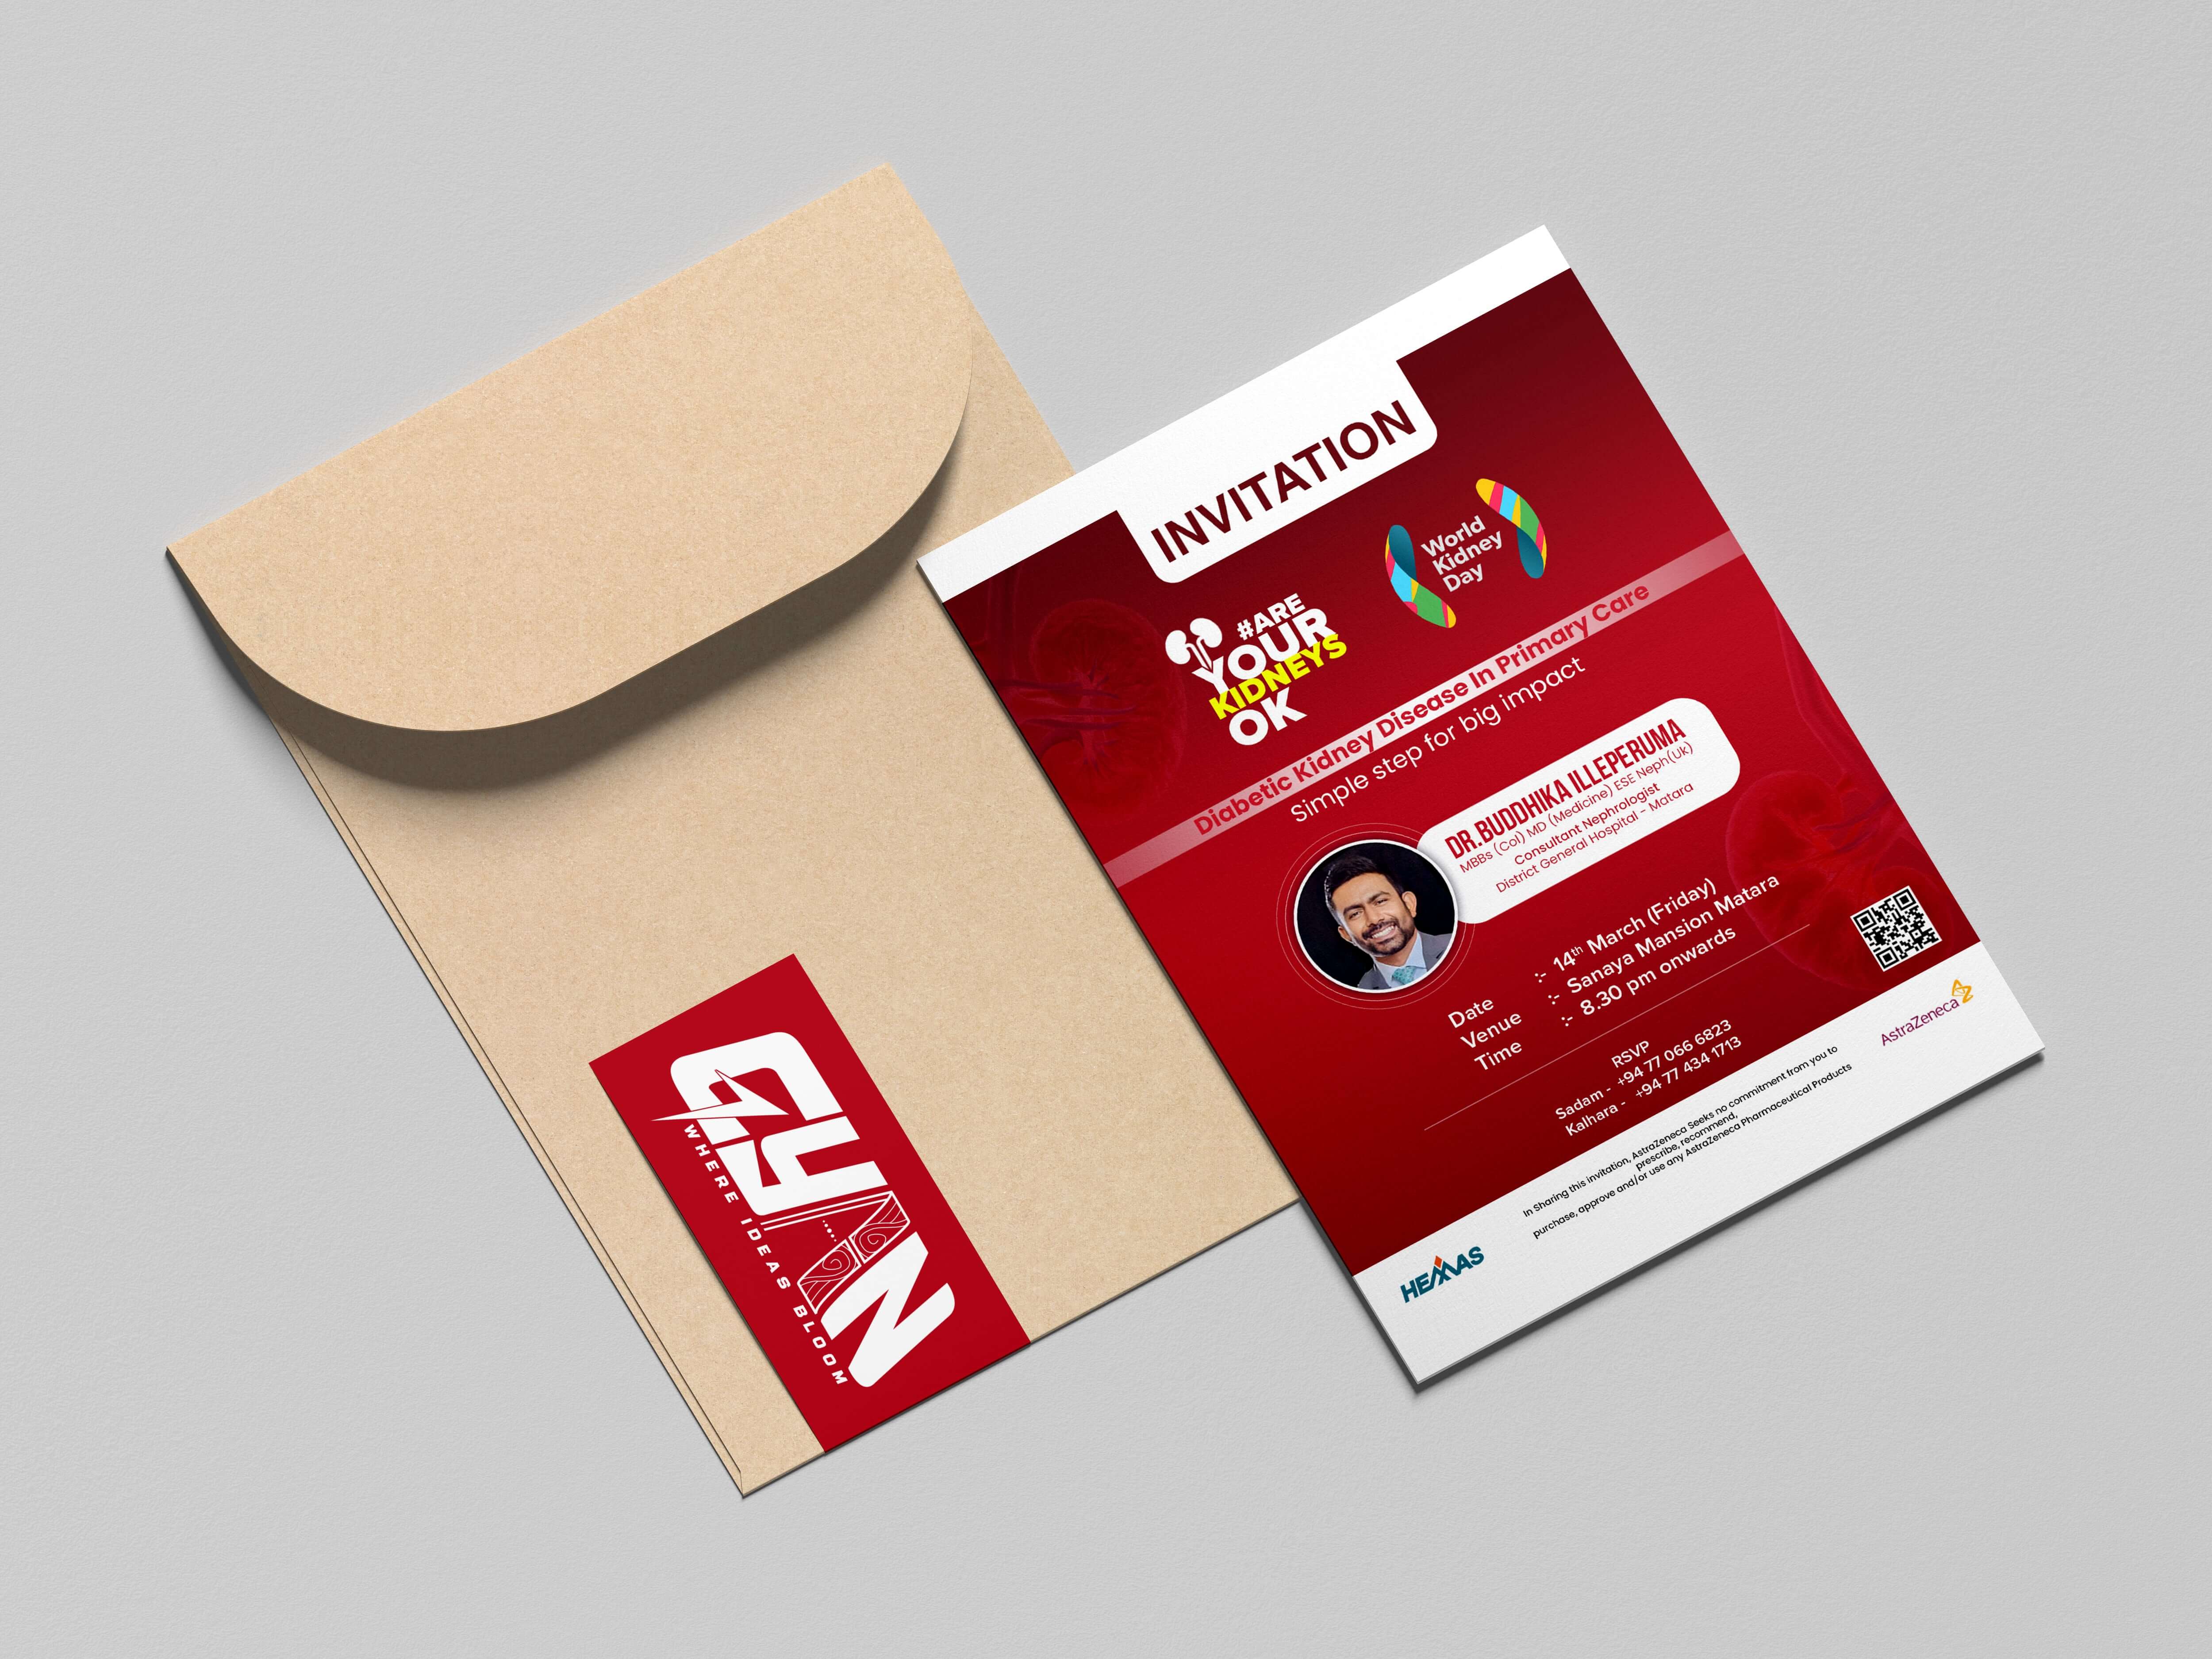 INVITATION
World
Kidney
Day
#ARE
YOUR
KIDNEYS
OK
Diabetic Kidney Disease In Primary Care
Simple step for big impact
DR.BUDDHIKA ILLEPERUMA
MBBs (Col) MD (Medicine) ESE Neph(Uk)
Consultant Nephrologist
District General Hospital - Matara
Date :- 14th March (Friday)
Venue :- Sanaya Mansion Matara
Time :- 8.30 pm onwards
RSVP
Sadam - +94 77 066 6823
Kalhara - +94 77 434 1713
In Sharing this invitation, AstraZeneca Seeks no commitment from you to
prescribe, recommend,
purchase, approve and/or use any AstraZeneca Pharmaceutical Products
AstraZeneca
HEMAS
CYAN
WHERE IDEAS BLOOM